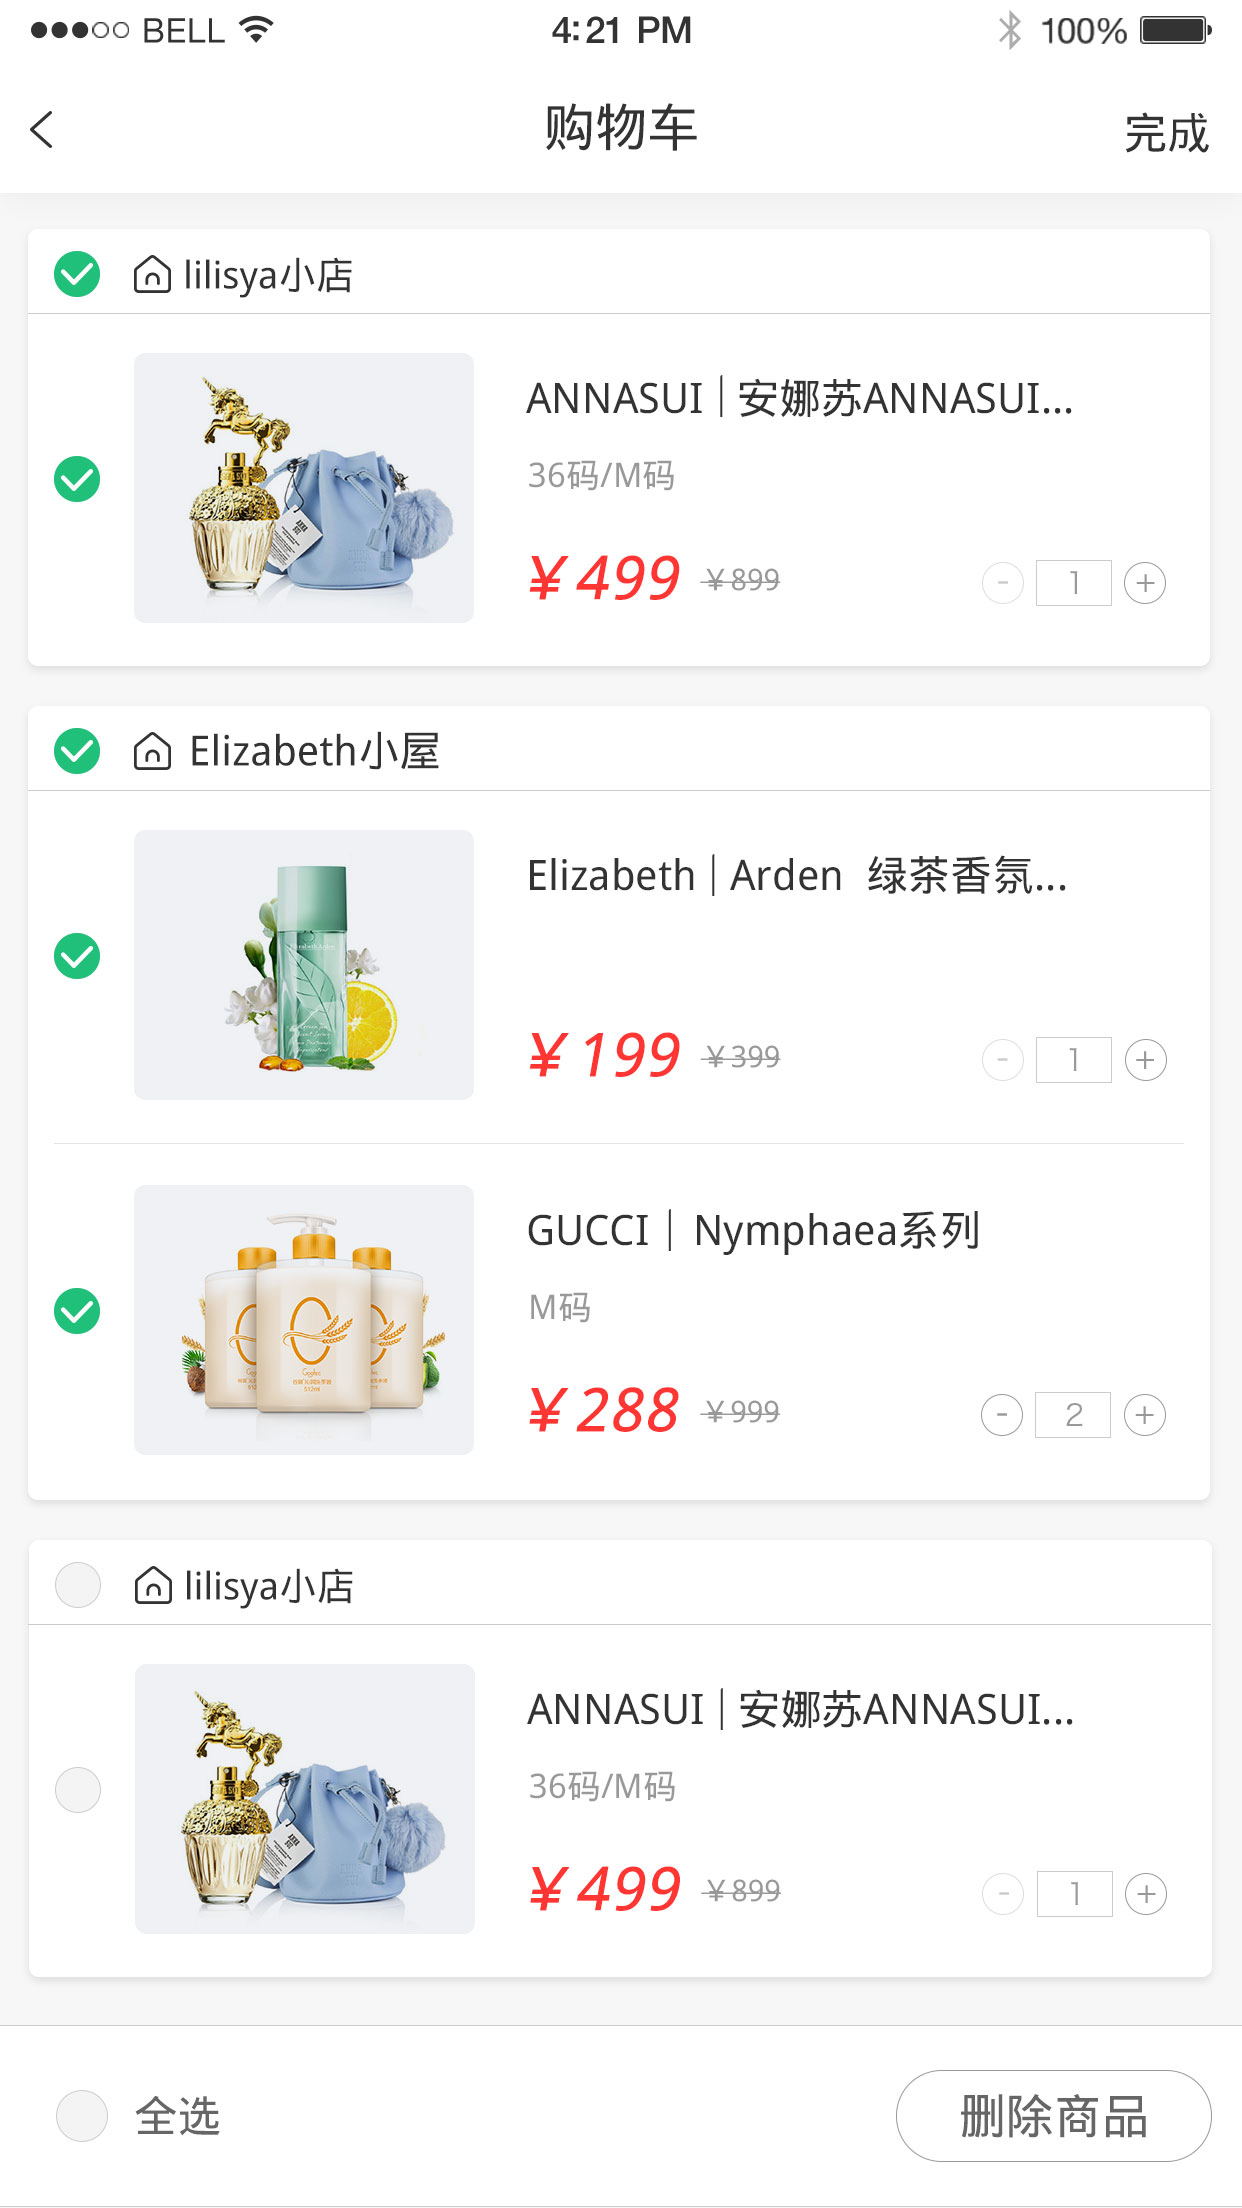 BELL 4:21 PM 100%
购物车
完成
lilisya小店
ANNASUI | 安娜苏ANNASUI...
36码/M码
¥499 ¥899
- 1 +
Elizabeth小屋
Elizabeth | Arden 绿茶香氛...
¥199 ¥399
- 1 +
GUCCI | Nymphaea系列
M码
¥288 ¥999
- 2 +
lilisya小店
ANNASUI | 安娜苏ANNASUI...
36码/M码
¥499 ¥899
- 1 +
全选
删除商品